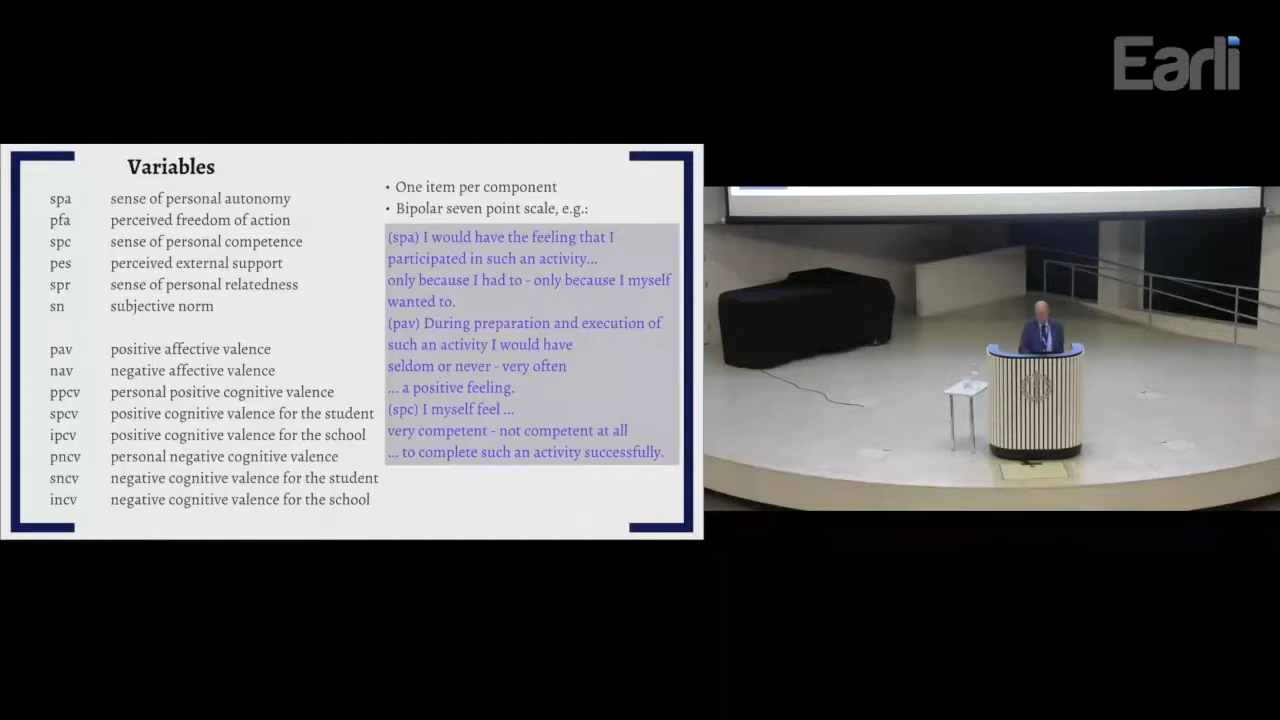 Earli
Variables
spa sense of personal autonomy
pfa perceived freedom of action
spc sense of personal competence
pes perceived external support
spr sense of personal relatedness
sn subjective norm
pav positive affective valence
nav negative affective valence
ppcv personal positive cognitive valence
spcv positive cognitive valence for the student
ipcv positive cognitive valence for the school
pncv personal negative cognitive valence
sncv negative cognitive valence for the student
incv negative cognitive valence for the school
• One item per component
• Bipolar seven point scale, e.g.:
(spa) I would have the feeling that I
participated in such an activity...
only because I had to - only because I myself
wanted to.
(pav) During preparation and execution of
such an activity I would have
seldom or never - very often
... a positive feeling.
(spc) I myself feel ...
very competent - not competent at all
... to complete such an activity successfully.